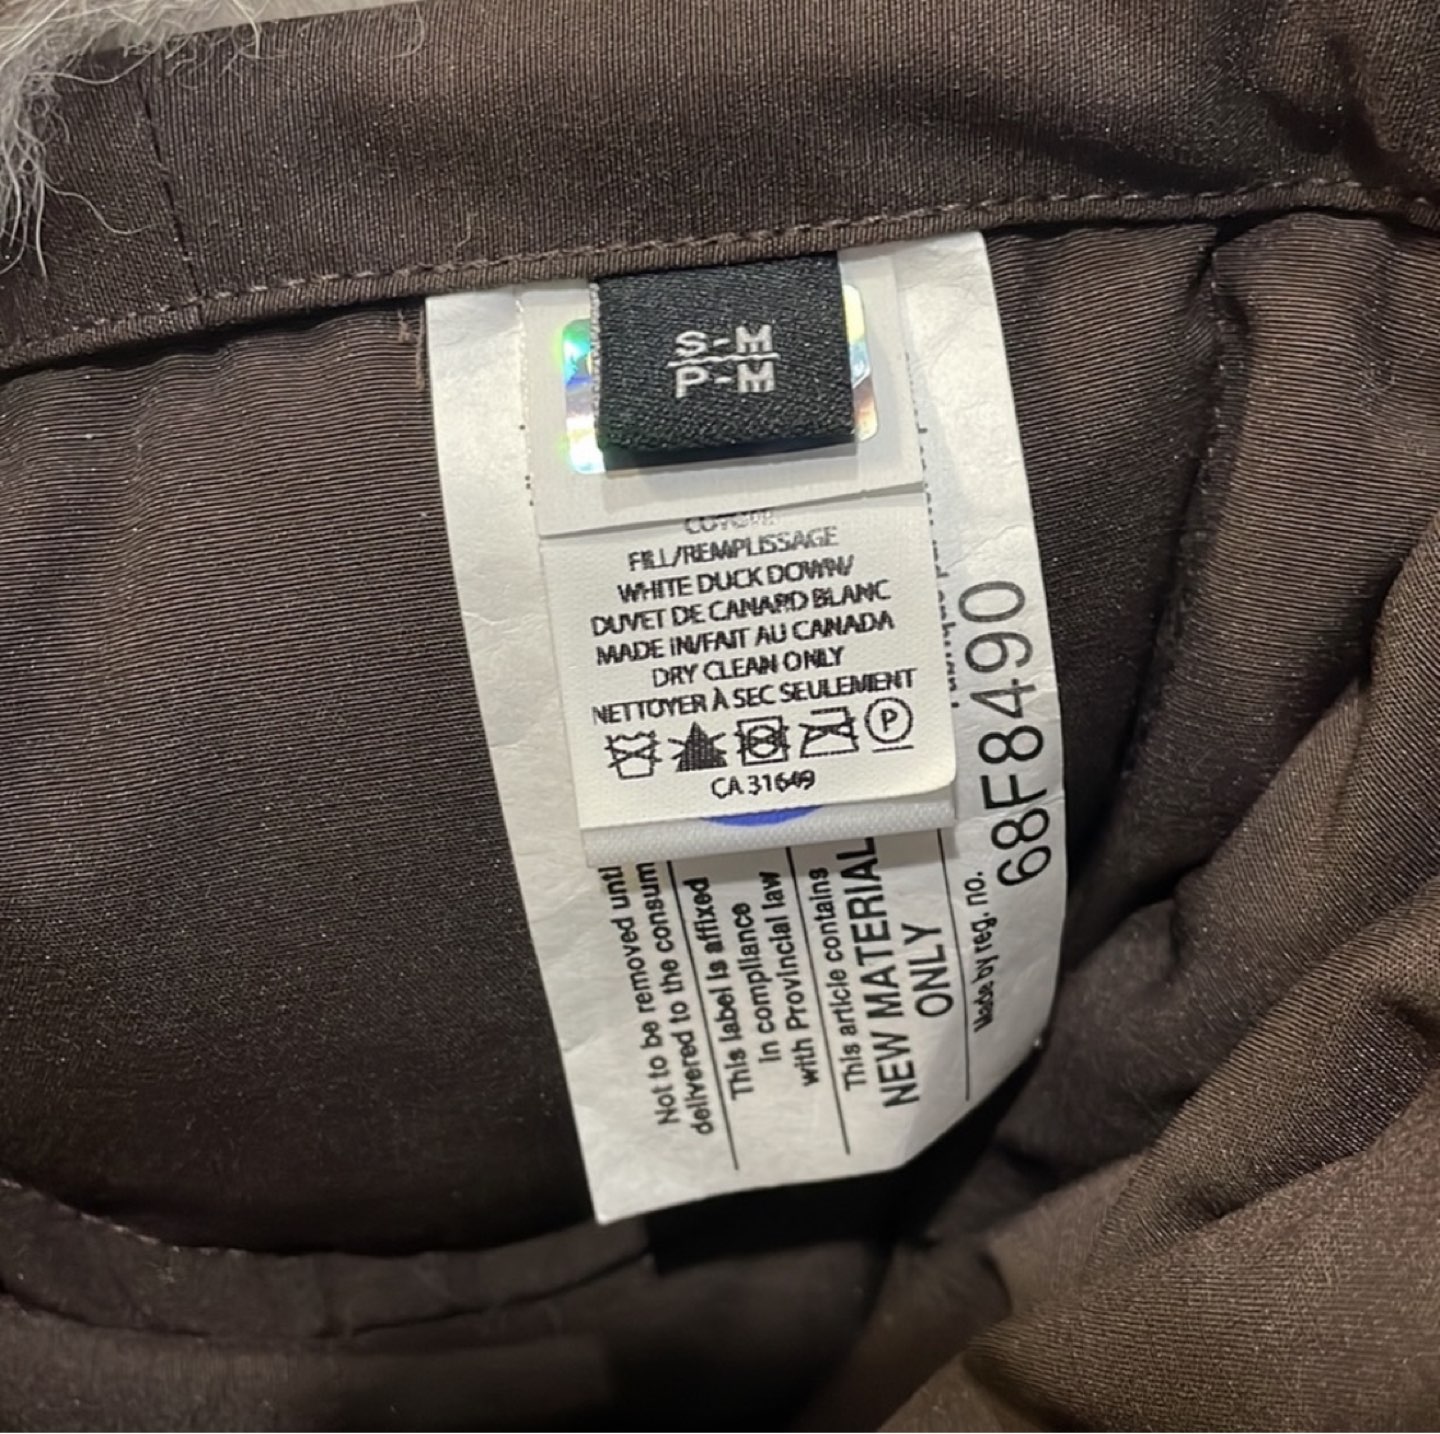 S-M
P-M
COYOTE
FILL/REMPLISSAGE
WHITE DUCK DOWN/
DUVET DE CANARD BLANC
MADE IN/FAIT AU CANADA
DRY CLEAN ONLY
NETTOYER À SEC SEULEMENT
P
CA 31649
Not to be removed until
delivered to the consum
This label is affixed
in compliance
with Provincial law
This article contains
NEW MATERIAL
ONLY
Made by reg. no.
68F8490